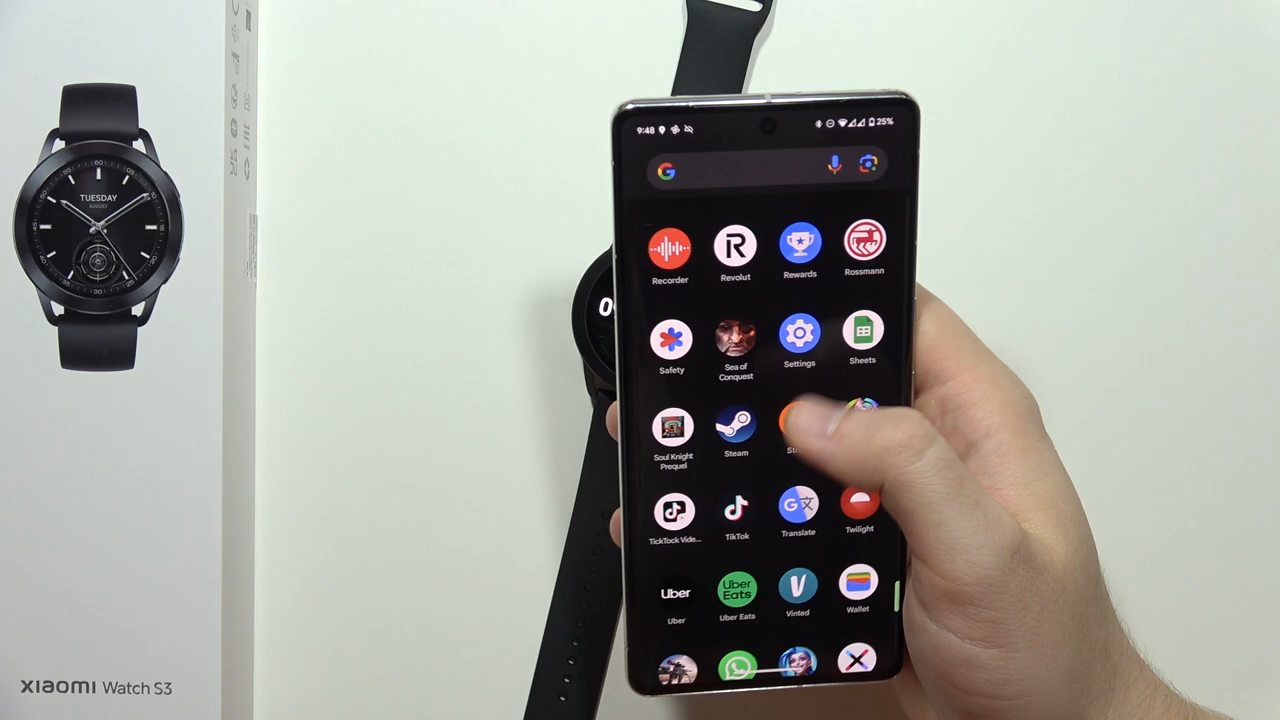 TUESDAY
AUGUST
xiaomi Watch S3
9:48
25%
Recorder
Revolut
Rewards
Rossmann
Safety
Sea of
Conquest
Settings
Sheets
Soul Knight
Prequel
Steam
TickTock Vide...
TikTok
Translate
Twilight
Uber
Uber
Uber
Eats
Uber Eats
Vinted
Wallet